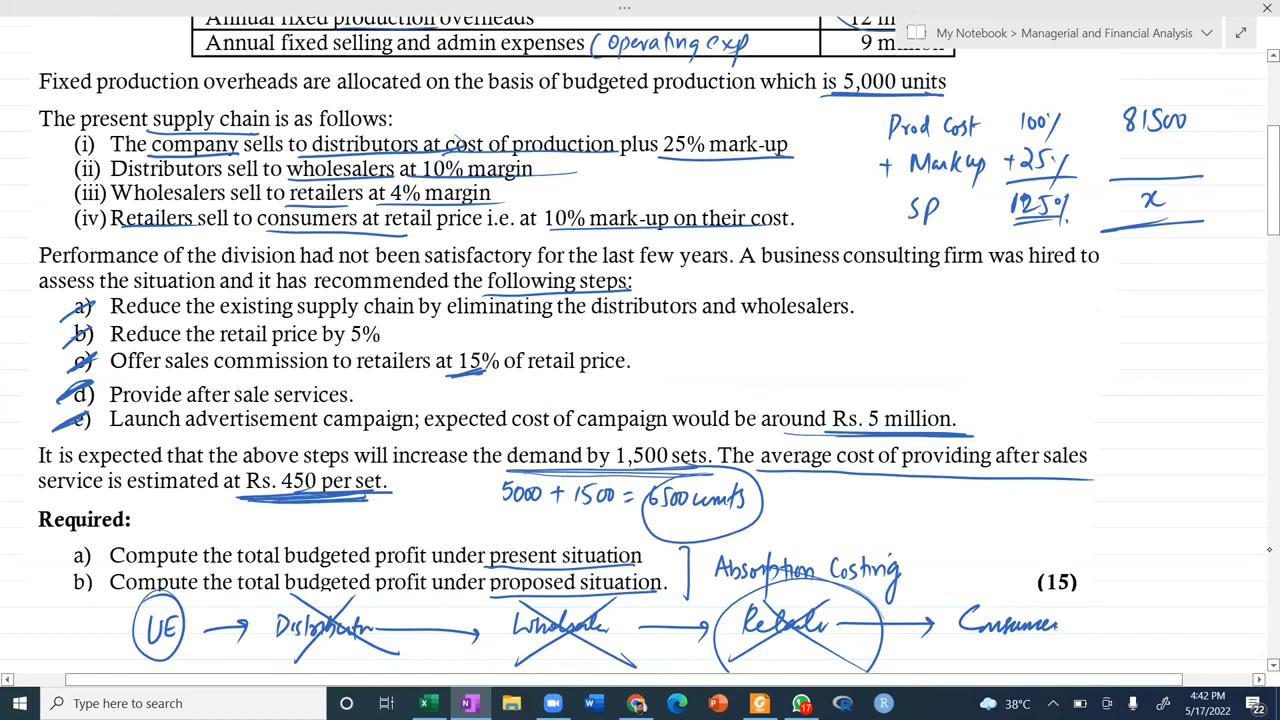 My Notebook > Managerial and Financial Analysis
Annual fixed production overheads 12 m
Annual fixed selling and admin expenses (Operating exp 9 m
Fixed production overheads are allocated on the basis of budgeted production which is 5,000 units
The present supply chain is as follows:
(i) The company sells to distributors at cost of production plus 25% mark-up
(ii) Distributors sell to wholesalers at 10% margin
(iii) Wholesalers sell to retailers at 4% margin
(iv) Retailers sell to consumers at retail price i.e. at 10% mark-up on their cost.
Prod Cost 100% 81500
+ Markup +25%
SP 125% x
Performance of the division had not been satisfactory for the last few years. A business consulting firm was hired to
assess the situation and it has recommended the following steps:
a) Reduce the existing supply chain by eliminating the distributors and wholesalers.
b) Reduce the retail price by 5%
c) Offer sales commission to retailers at 15% of retail price.
d) Provide after sale services.
e) Launch advertisement campaign; expected cost of campaign would be around Rs. 5 million.
It is expected that the above steps will increase the demand by 1,500 sets. The average cost of providing after sales
service is estimated at Rs. 450 per set.
5000 + 1500 = 6500 units
Required:
a) Compute the total budgeted profit under present situation
b) Compute the total budgeted profit under proposed situation.
Absorption Costing
(15)
UE Distributor Wholesaler Retailer Consumer
Type here to search
17
38°C
4:42 PM
5/17/2022
22